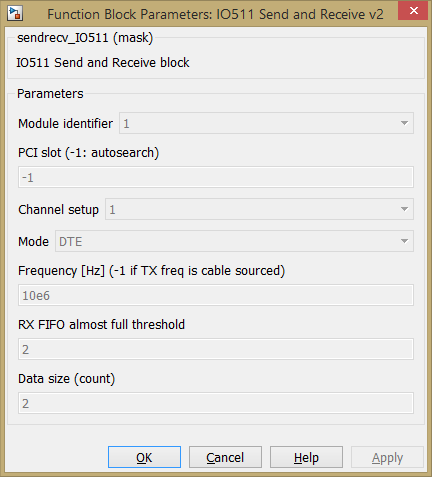 Function Block Parameters: IO511 Send and Receive v2
sendrecv_IO511 (mask)
IO511 Send and Receive block
Parameters
Module identifier 1
PCI slot (-1: autosearch)
-1
Channel setup 1
Mode DTE
Frequency [Hz] (-1 if TX freq is cable sourced)
10e6
RX FIFO almost full threshold
2
Data size (count)
2
OK Cancel Help Apply